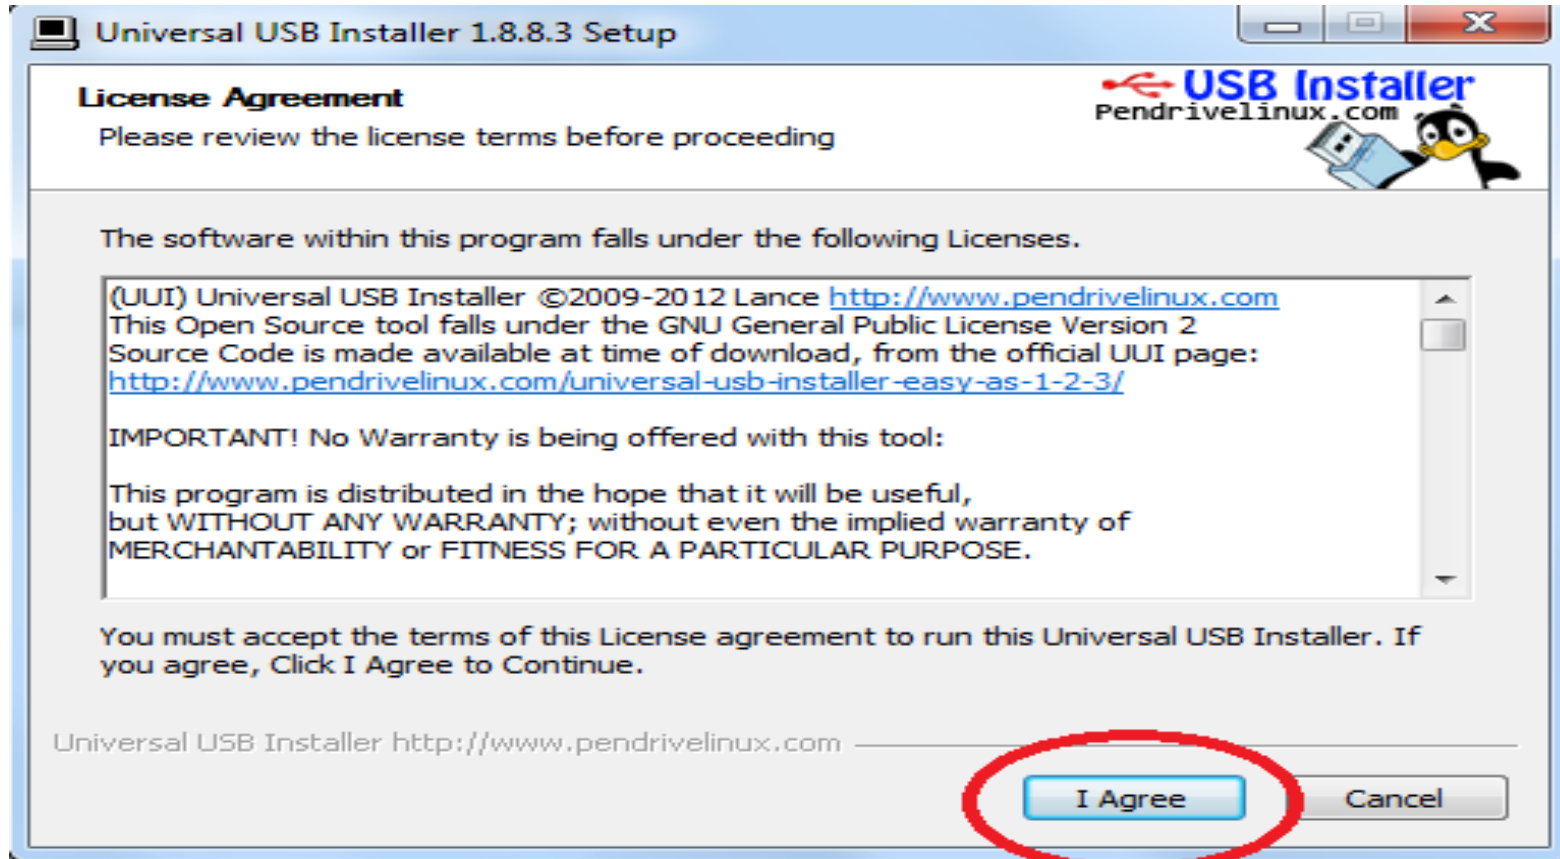 Universal USB Installer 1.8.8.3 Setup
License Agreement
Please review the license terms before proceeding
USB Installer
Pendrivelinux.com
The software within this program falls under the following Licenses.
(UUI) Universal USB Installer ©2009-2012 Lance http://www.pendrivelinux.com
This Open Source tool falls under the GNU General Public License Version 2
Source Code is made available at time of download, from the official UUI page:
http://www.pendrivelinux.com/universal-usb-installer-easy-as-1-2-3/
IMPORTANT! No Warranty is being offered with this tool:
This program is distributed in the hope that it will be useful,
but WITHOUT ANY WARRANTY; without even the implied warranty of
MERCHANTABILITY or FITNESS FOR A PARTICULAR PURPOSE.
You must accept the terms of this License agreement to run this Universal USB Installer. If
you agree, Click I Agree to Continue.
Universal USB Installer http://www.pendrivelinux.com
I Agree
Cancel